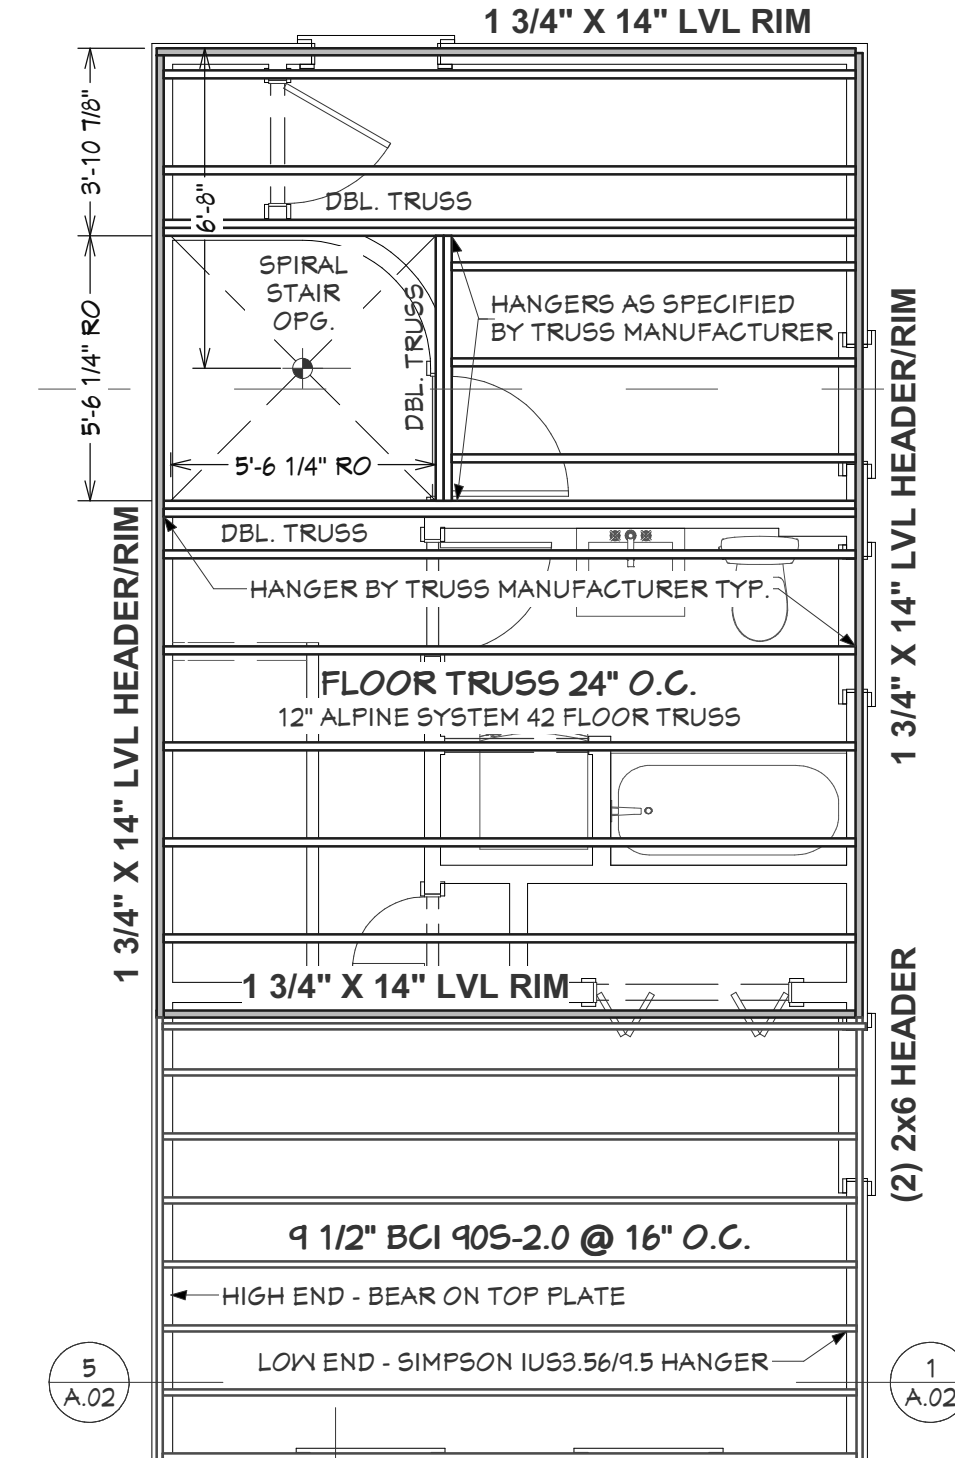 1 3/4" X 14" LVL RIM
3'-10 7/8"
6'-8"
DBL. TRUSS
SPIRAL
STAIR
OPG.
DBL. TRUSS
HANGERS AS SPECIFIED
BY TRUSS MANUFACTURER
5'-6 1/4" RO
5'-6 1/4" RO
1 3/4" X 14" LVL HEADER/RIM
DBL. TRUSS
HANGER BY TRUSS MANUFACTURER TYP.
1 3/4" X 14" LVL HEADER/RIM
FLOOR TRUSS 24" O.C.
12" ALPINE SYSTEM 42 FLOOR TRUSS
1 3/4" X 14" LVL RIM
(2) 2x6 HEADER
9 1/2" BCI 90S-2.0 @ 16" O.C.
HIGH END - BEAR ON TOP PLATE
LOW END - SIMPSON IUS3.56/9.5 HANGER
5
A.02
1
A.02